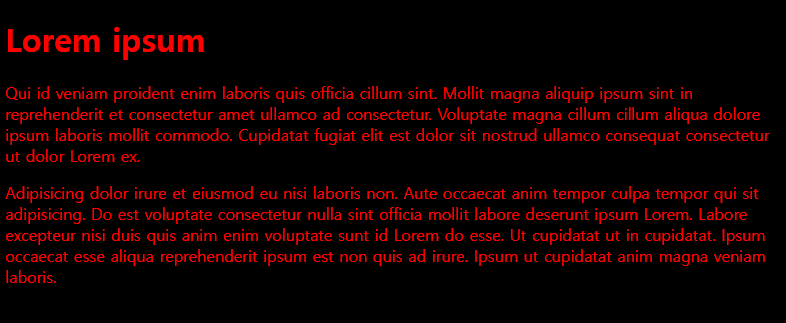 Lorem ipsum
Qui id veniam proident enim laboris quis officia cillum sint. Mollit magna aliquip ipsum sint in
reprehenderit et consectetur amet ullamco ad consectetur. Voluptate magna cillum cillum aliqua dolore
ipsum laboris mollit commodo. Cupidatat fugiat elit est dolor sit nostrud ullamco consequat consectetur
ut dolor Lorem ex.
Adipisicing dolor irure et eiusmod eu nisi laboris non. Aute occaecat anim tempor culpa tempor qui sit
adipisicing. Do est voluptate consectetur nulla sint officia mollit labore deserunt ipsum Lorem. Labore
excepteur nisi duis quis anim enim voluptate sunt id Lorem do esse. Ut cupidatat ut in cupidatat. Ipsum
occaecat esse aliqua reprehenderit ipsum est non quis ad irure. Ipsum ut cupidatat anim magna veniam
laboris.